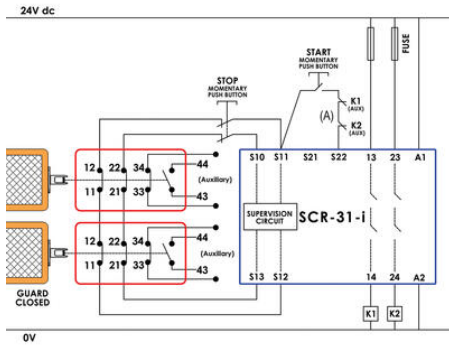 24V dc
START
MOMENTARY
PUSH BUTTON
FUSE
STOP
MOMENTARY
PUSH BUTTON
K1
(AUX)
(A)
K2
(AUX)
12 22 34 44
(Auxiliary)
11 21 33 43
S10 S11 S21 S22 13 23 A1
SUPERVISION
CIRCUIT
SCR-31-i
12 22 34 44
(Auxiliary)
11 21 33 43
S13 S12 14 24 A2
GUARD
CLOSED
K1 K2
0V